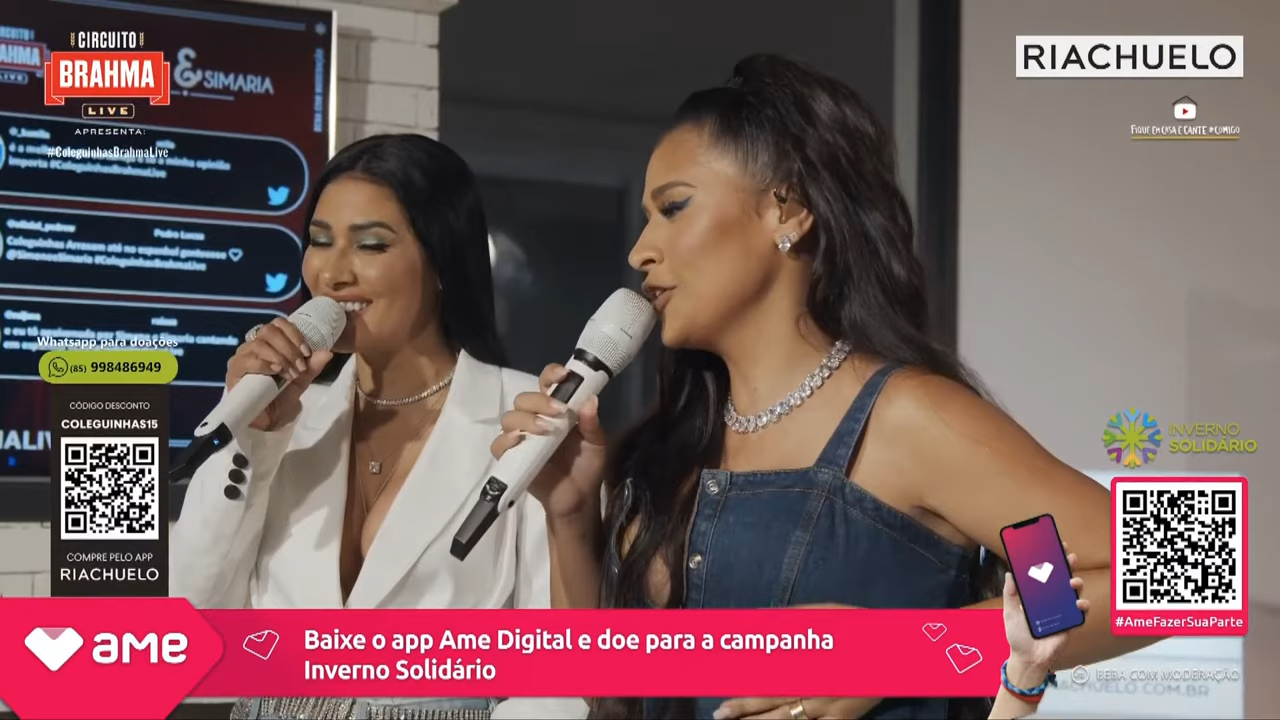 CIRCUITO
BRAHMA
LIVE
APRESENTA:
#ColeguinhasBrahmaLive
& SIMARIA
Pedro Lucas
Coleguinhas Arrasam até no espanhol
@SimoneeSimaria #ColeguinhasBrahmaLive
Whatsapp para doações
(85) 998486949
CÓDIGO DESCONTO
COLEGUINHAS15
COMPRE PELO APP
RIACHUELO
RIACHUELO
FIQUE EM CASA E CANTE #COMIGO
INVERNO
SOLIDÁRIO
#AmeFazerSuaParte
ame
Baixe o app Ame Digital e doe para a campanha
Inverno Solidário
BEBA COM MODERAÇÃO